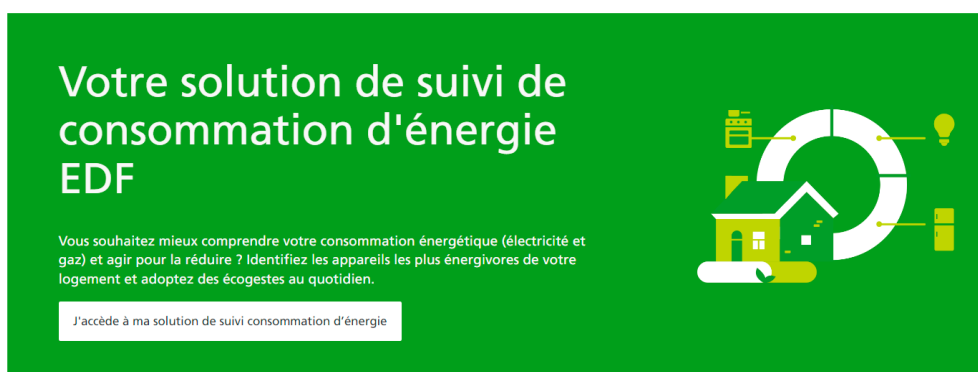 Votre solution de suivi de
consommation d'énergie
EDF
Vous souhaitez mieux comprendre votre consommation énergétique (électricité et
gaz) et agir pour la réduire ? Identifiez les appareils les plus énergivores de votre
logement et adoptez des écogestes au quotidien.
J'accède à ma solution de suivi consommation d’énergie